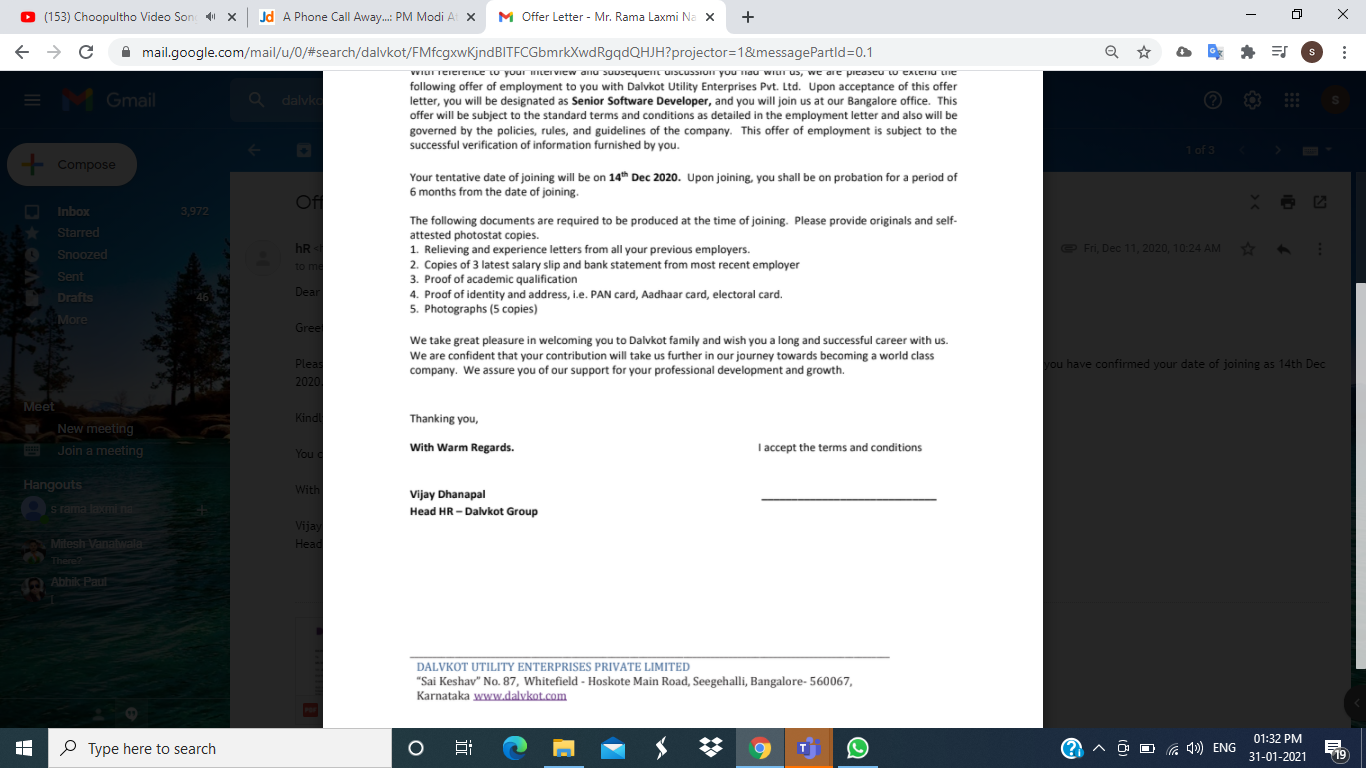 (153) Choopultho Video Son
A Phone Call Away...: PM Modi A
Offer Letter - Mr. Rama Laxmi Na
mail.google.com/mail/u/0/#search/dalvkot/FMfcgxwKjndBlTFCGbmrkXwdRgqdQHJH?projector=1&messagePartId=0.1
Gmail
dalvko
Compose
Inbox 3,972
Starred
Snoozed
Sent
Drafts 46
More
Meet
New meeting
Join a meeting
Hangouts
s rama laxmi na
Mitesh Vanaiwala
There?
Abhik Paul
1 of 3
Off
hR
to me
Fri, Dec 11, 2020, 10:24 AM
Dear
Gree
Pleas
you have confirmed your date of joining as 14th Dec
2020.
Kindl
You c
With
Vijay
Head
With reference to your interview and subsequent discussion you had with us, we are pleased to extend the
following offer of employment to you with Dalvkot Utility Enterprises Pvt. Ltd. Upon acceptance of this offer
letter, you will be designated as Senior Software Developer, and you will join us at our Bangalore office. This
offer will be subject to the standard terms and conditions as detailed in the employment letter and also will be
governed by the policies, rules, and guidelines of the company. This offer of employment is subject to the
successful verification of information furnished by you.
Your tentative date of joining will be on 14th Dec 2020. Upon joining, you shall be on probation for a period of
6 months from the date of joining.
The following documents are required to be produced at the time of joining. Please provide originals and self-
attested photostat copies.
1. Relieving and experience letters from all your previous employers.
2. Copies of 3 latest salary slip and bank statement from most recent employer
3. Proof of academic qualification
4. Proof of identity and address, i.e. PAN card, Aadhaar card, electoral card.
5. Photographs (5 copies)
We take great pleasure in welcoming you to Dalvkot family and wish you a long and successful career with us.
We are confident that your contribution will take us further in our journey towards becoming a world class
company. We assure you of our support for your professional development and growth.
Thanking you,
With Warm Regards.
I accept the terms and conditions
Vijay Dhanapal
Head HR – Dalvkot Group
DALVKOT UTILITY ENTERPRISES PRIVATE LIMITED
“Sai Keshav” No. 87, Whitefield - Hoskote Main Road, Seegehalli, Bangalore- 560067,
Karnataka www.dalvkot.com
Type here to search
ENG
01:32 PM
31-01-2021
19